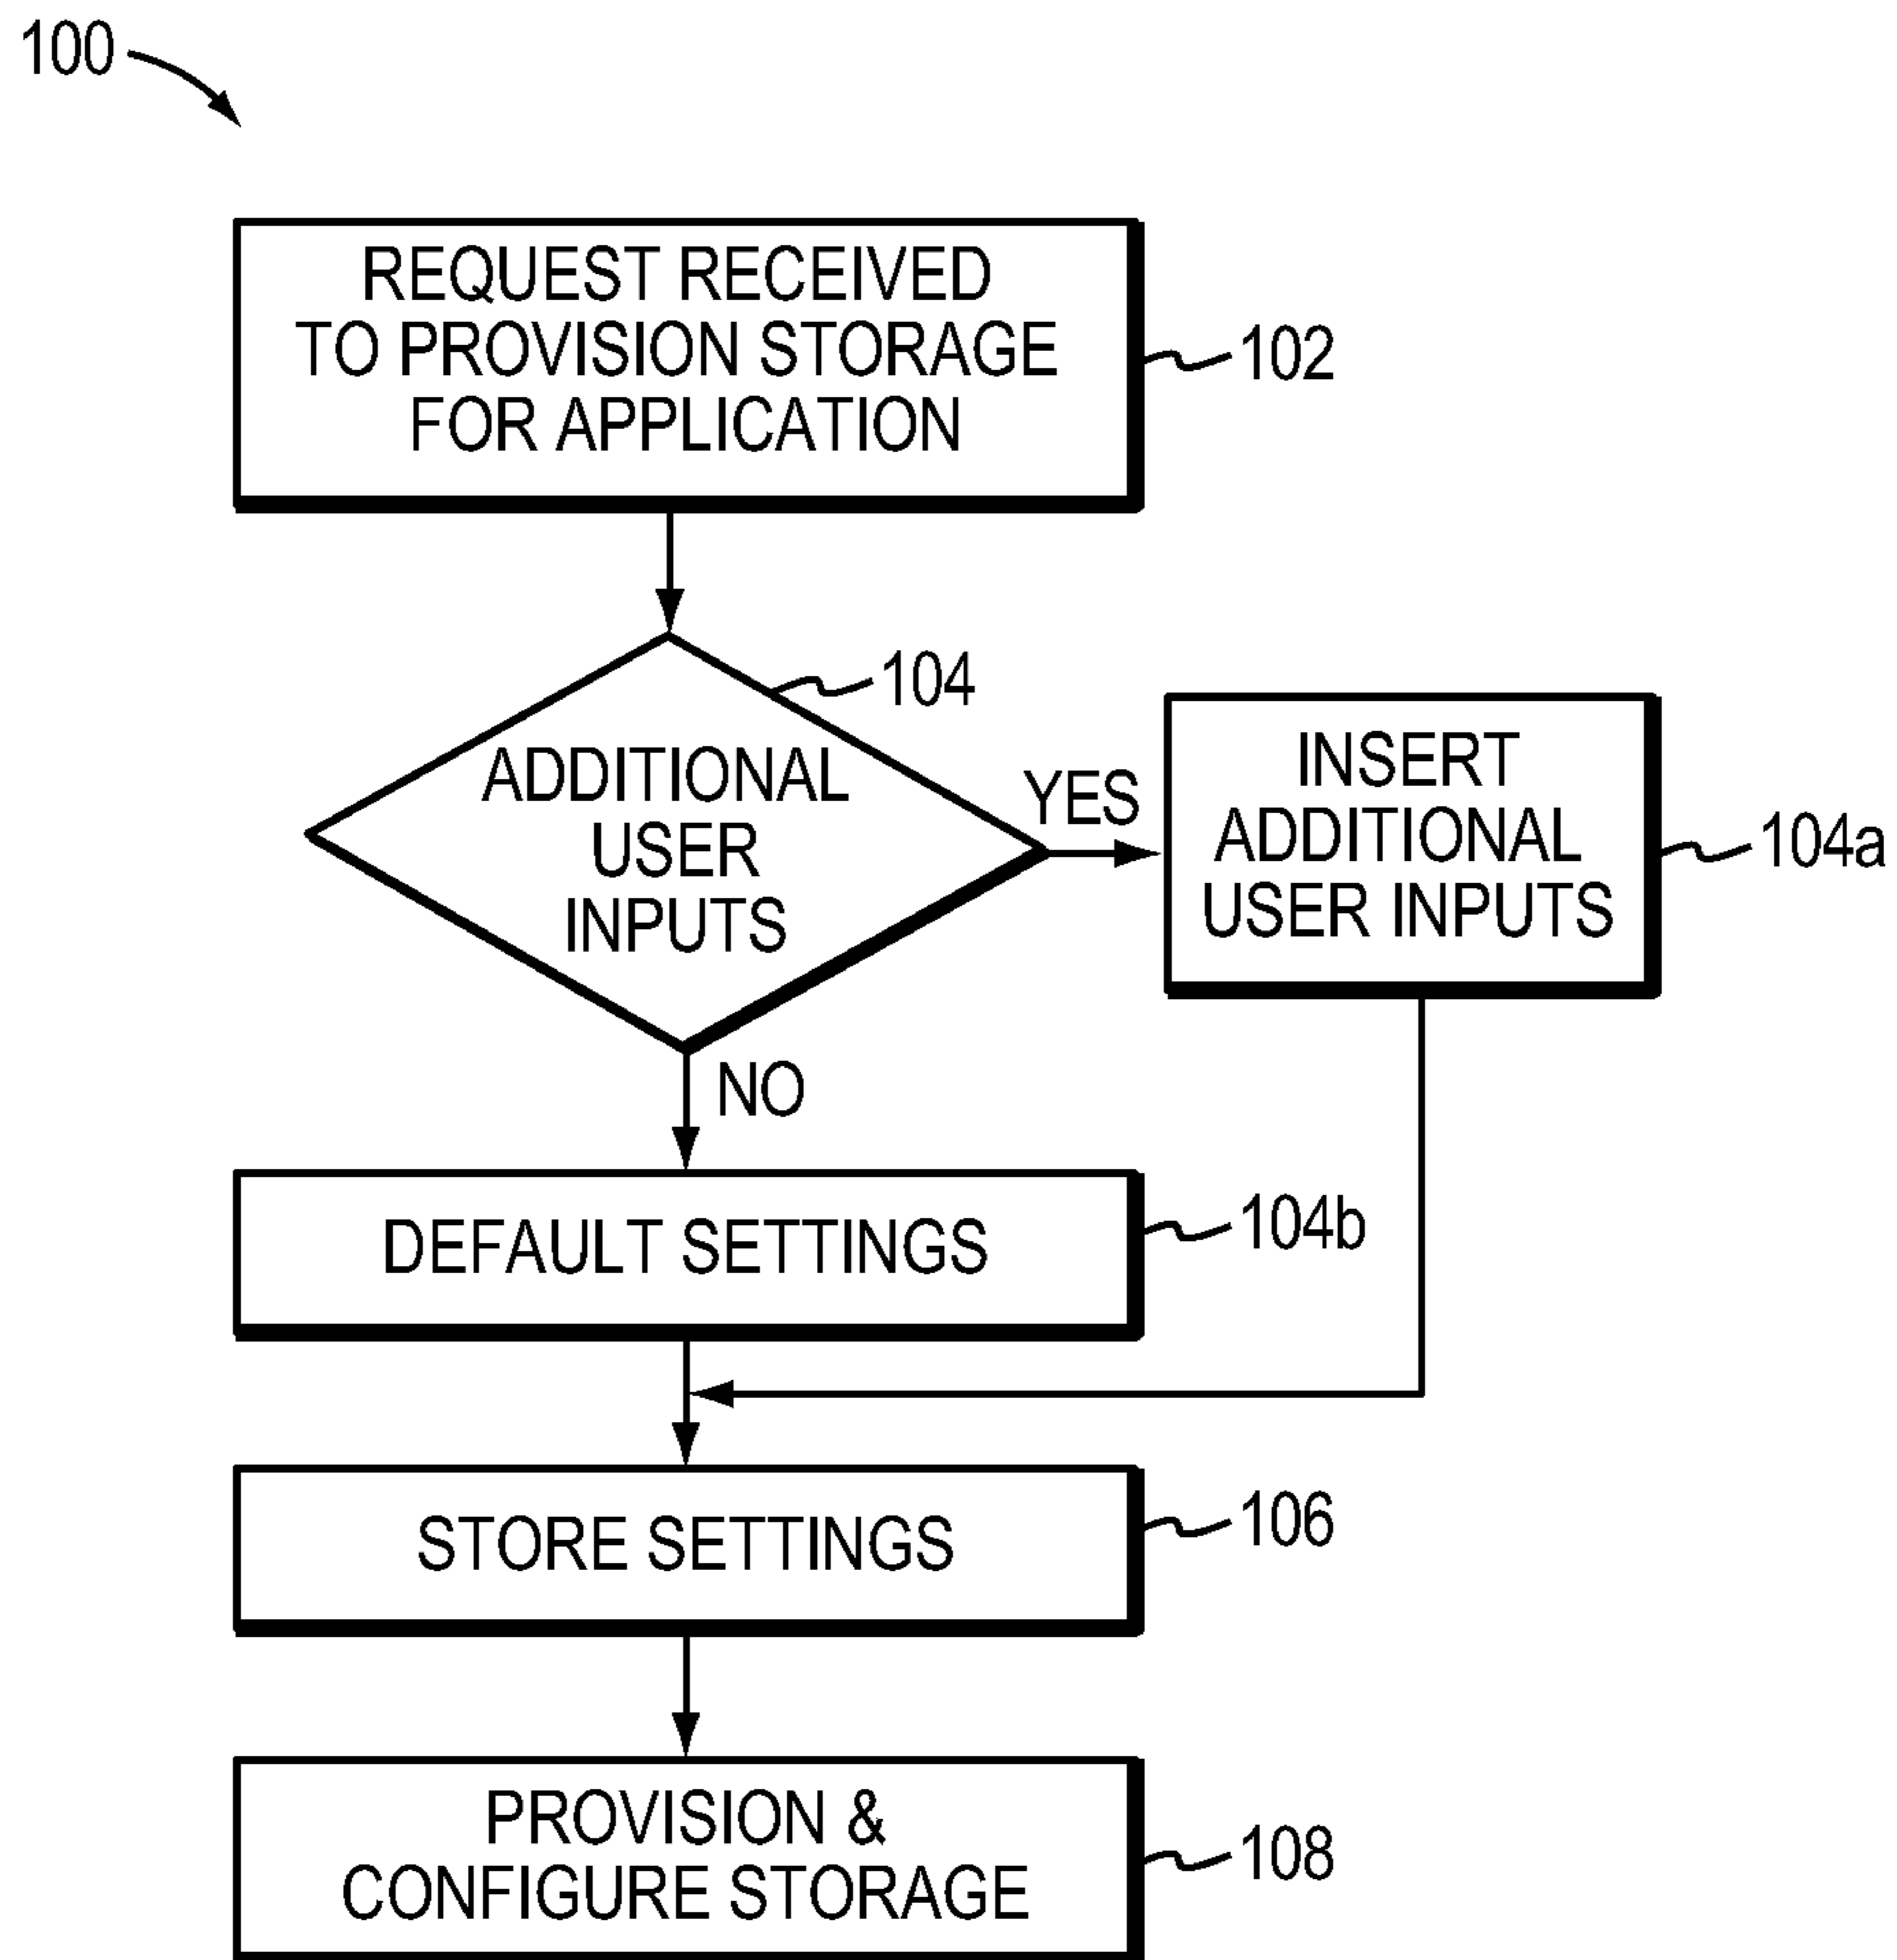 100
REQUEST RECEIVED
TO PROVISION STORAGE
FOR APPLICATION
102
104
ADDITIONAL
USER
INPUTS
YES
INSERT
ADDITIONAL
USER INPUTS
104a
NO
DEFAULT SETTINGS
104b
STORE SETTINGS
106
PROVISION &
CONFIGURE STORAGE
108